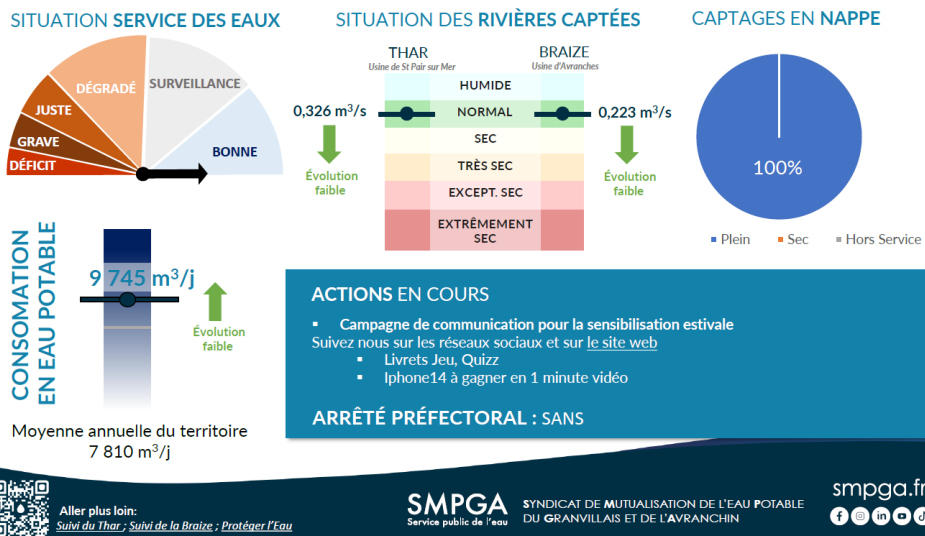 SITUATION SERVICE DES EAUX
DÉFICIT
GRAVE
JUSTE
DÉGRADÉ
SURVEILLANCE
BONNE
SITUATION DES RIVIÈRES CAPTÉES
THAR
Usine de St Pair sur Mer
BRAIZE
Usine d'Avranches
HUMIDE
0,326 m³/s
NORMAL
0,223 m³/s
SEC
TRÈS SEC
EXCEPT. SEC
EXTRÊMEMENT
SEC
Évolution
faible
Évolution
faible
CAPTAGES EN NAPPE
100%
Plein
Sec
Hors Service
CONSOMATION
EN EAU POTABLE
9 745 m³/j
Évolution
faible
Moyenne annuelle du territoire
7 810 m³/j
ACTIONS EN COURS
▪ Campagne de communication pour la sensibilisation estivale
Suivez nous sur les réseaux sociaux et sur le site web
▪ Livrets Jeu, Quizz
▪ Iphone14 à gagner en 1 minute vidéo
ARRÊTÉ PRÉFECTORAL : SANS
Aller plus loin:
Suivi du Thar ; Suivi de la Braize ; Protéger l'Eau
SMPGA
Service public de l'eau
SYNDICAT DE MUTUALISATION DE L'EAU POTABLE
DU GRANVILLAIS ET DE L'AVRANCHIN
smpga.fr